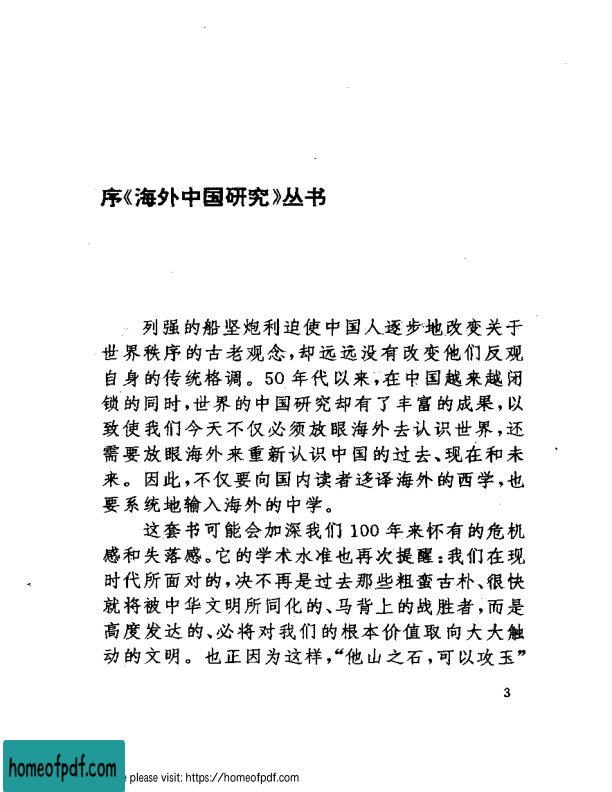 序《海外中国研究》丛书
列强的船坚炮利迫使中国人逐步地改变关于
世界秩序的古老观念,却远远没有改变他们反观
自身的传统格调。50年代以来,在中国越来越闭
锁的同时,世界的中国研究却有了丰富的成果,以
致使我们今天不仅必须放眼海外去认识世界,还
需要放眼海外来重新认识中国的过去、现在和未
来。因此,不仅要向国内读者迻译海外的西学,也
要系统地输入海外的中学。
这套书可能会加深我们100年来怀有的危机
感和失落感。它的学术水准也再次提醒:我们在现
时代所面对的,决不再是过去那些粗蛮古朴、很快
就将被中华文明所同化的、马背上的战胜者,而是
高度发达的、必将对我们的根本价值取向大大触
动的文明。也正因为这样,“他山之石,可以攻玉”
3
homeofpdf.com
e please visit: https://homeofpdf.com